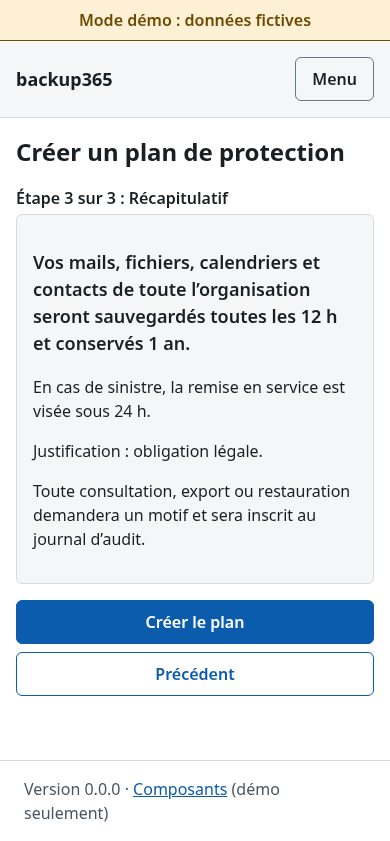 Mode démo : données fictives
backup365
Menu
Créer un plan de protection
Étape 3 sur 3 : Récapitulatif
Vos mails, fichiers, calendriers et
contacts de toute l’organisation
seront sauvegardés toutes les 12 h
et conservés 1 an.
En cas de sinistre, la remise en service est
visée sous 24 h.
Justification : obligation légale.
Toute consultation, export ou restauration
demandera un motif et sera inscrit au
journal d’audit.
Créer le plan
Précédent
Version 0.0.0 · Composants (démo
seulement)